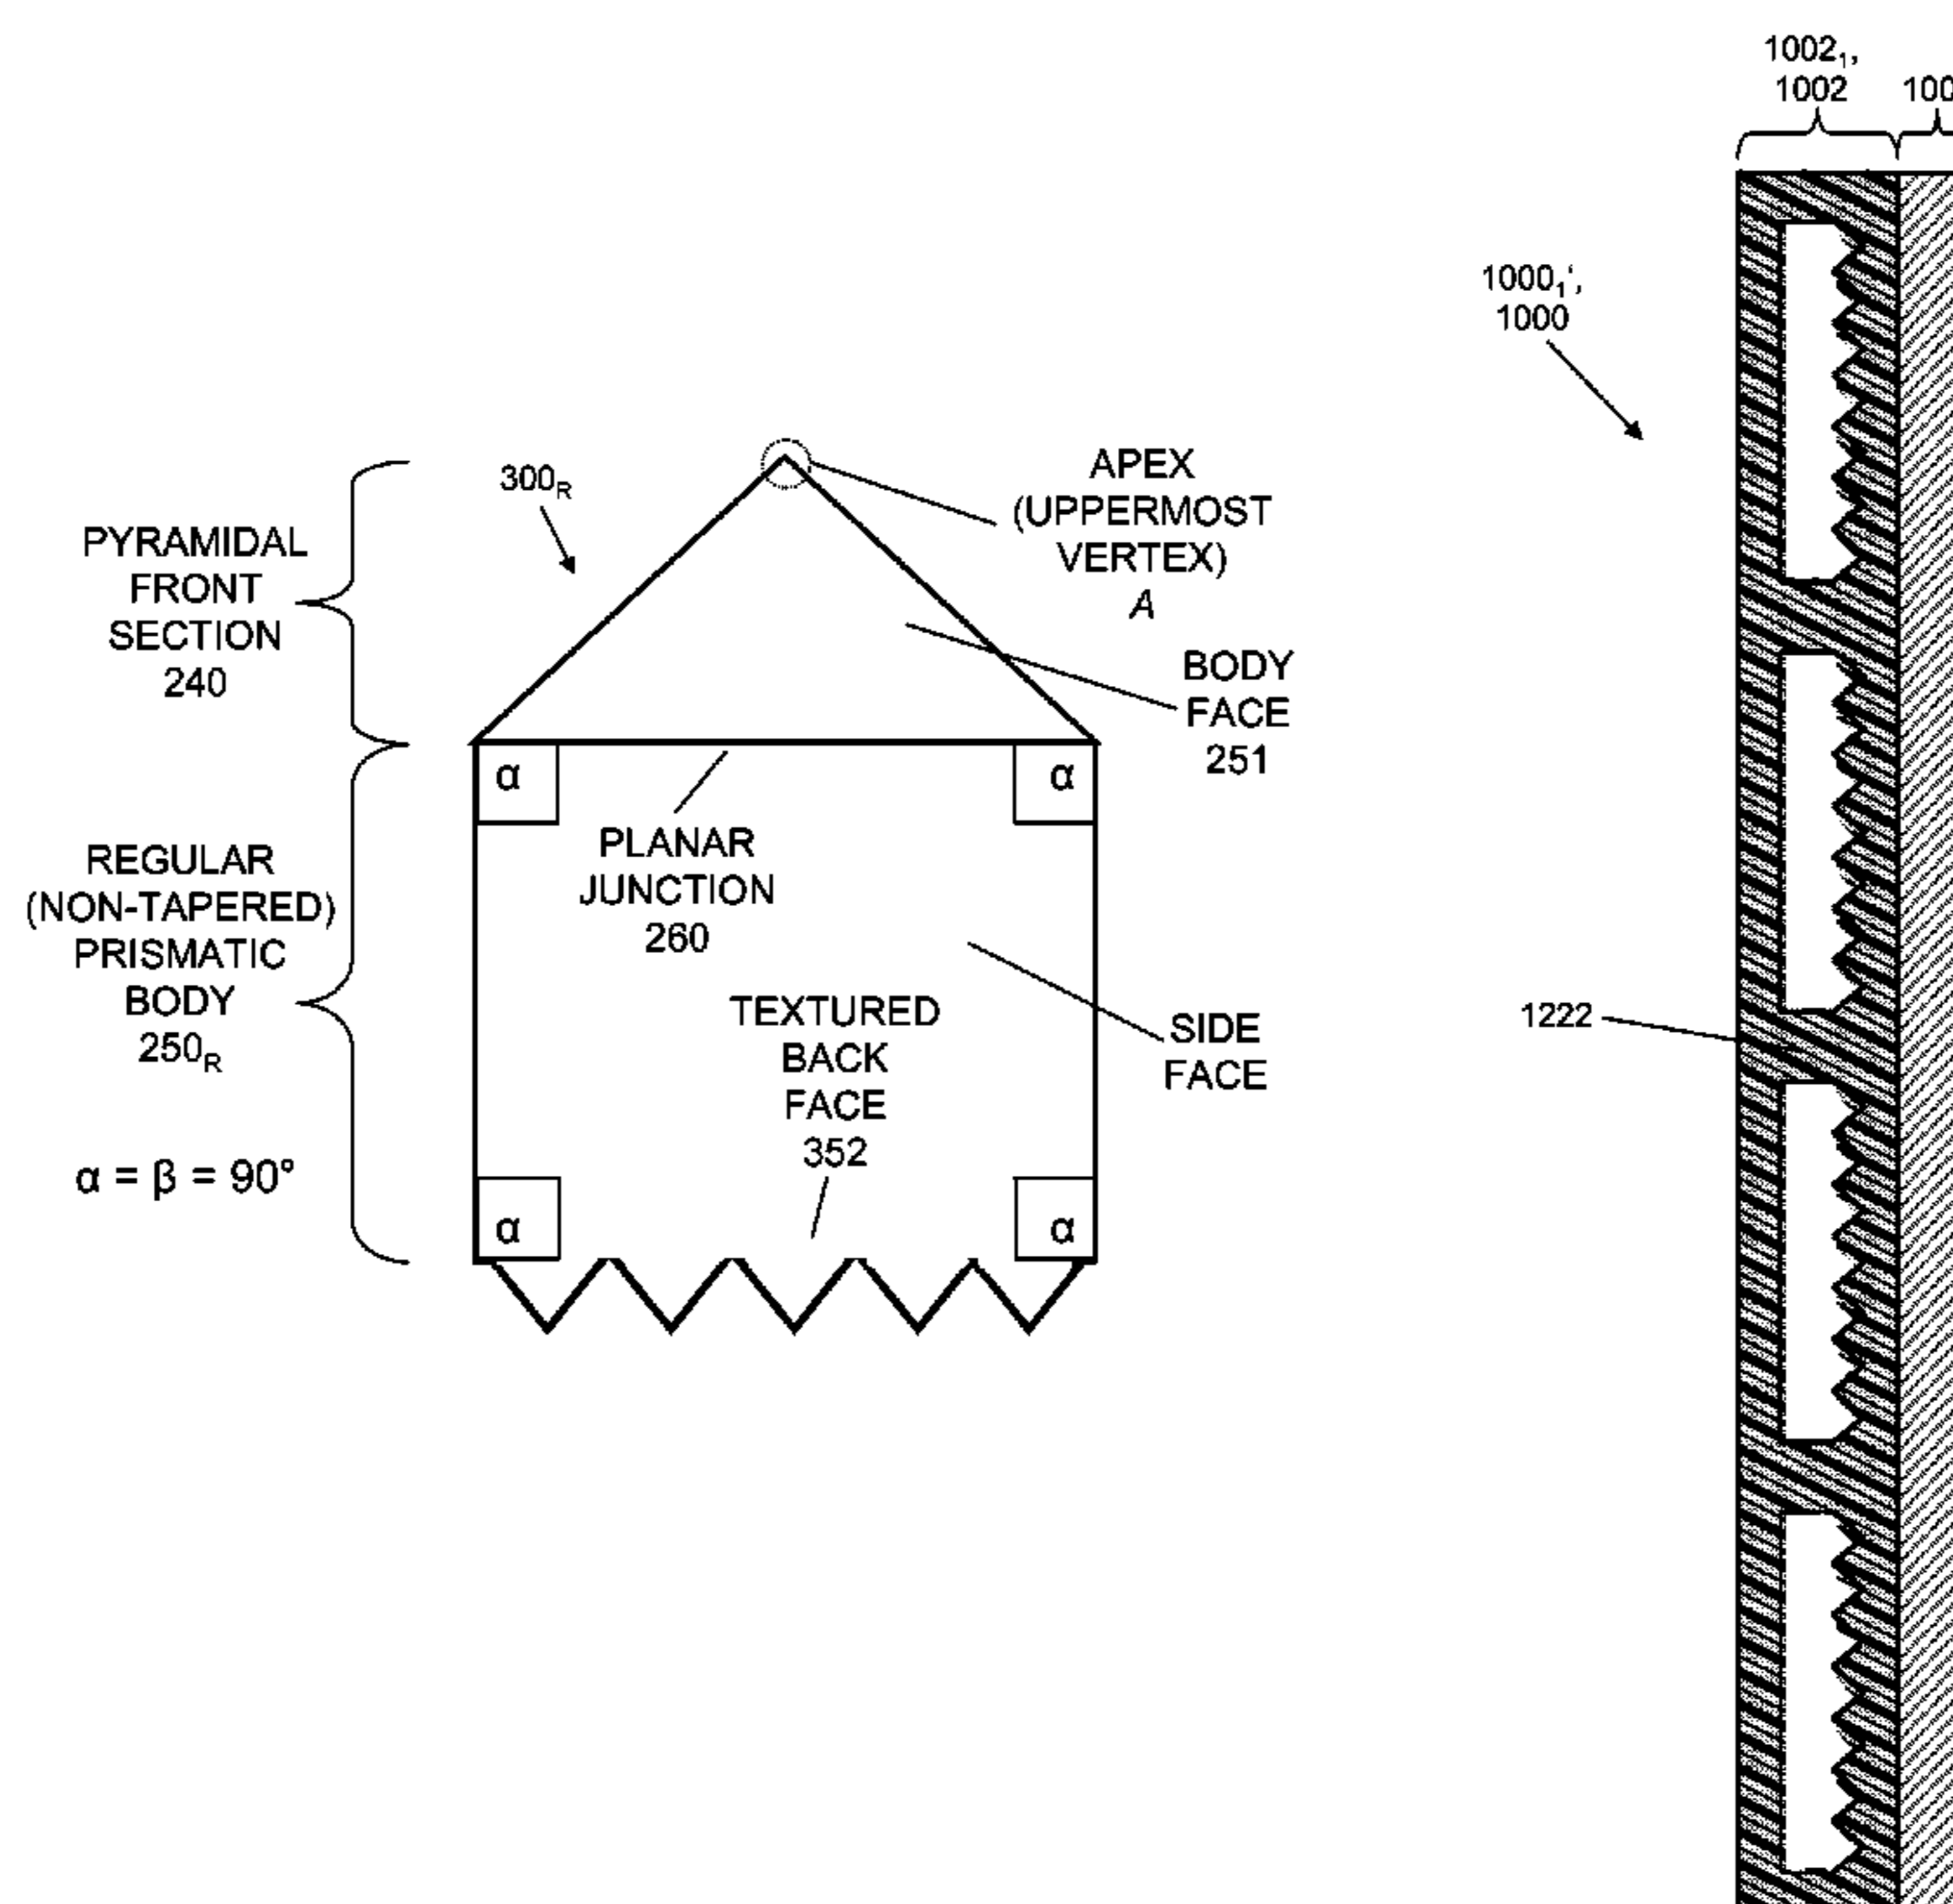 1002₁,
1002
100
1000₁',
1000
300R
APEX
(UPPERMOST
VERTEX)
A
PYRAMIDAL
FRONT
SECTION
240
BODY
FACE
251
α
α
PLANAR
JUNCTION
260
REGULAR
(NON-TAPERED)
PRISMATIC
BODY
250R
TEXTURED
BACK
FACE
352
SIDE
FACE
1222
α = β = 90°
α
α